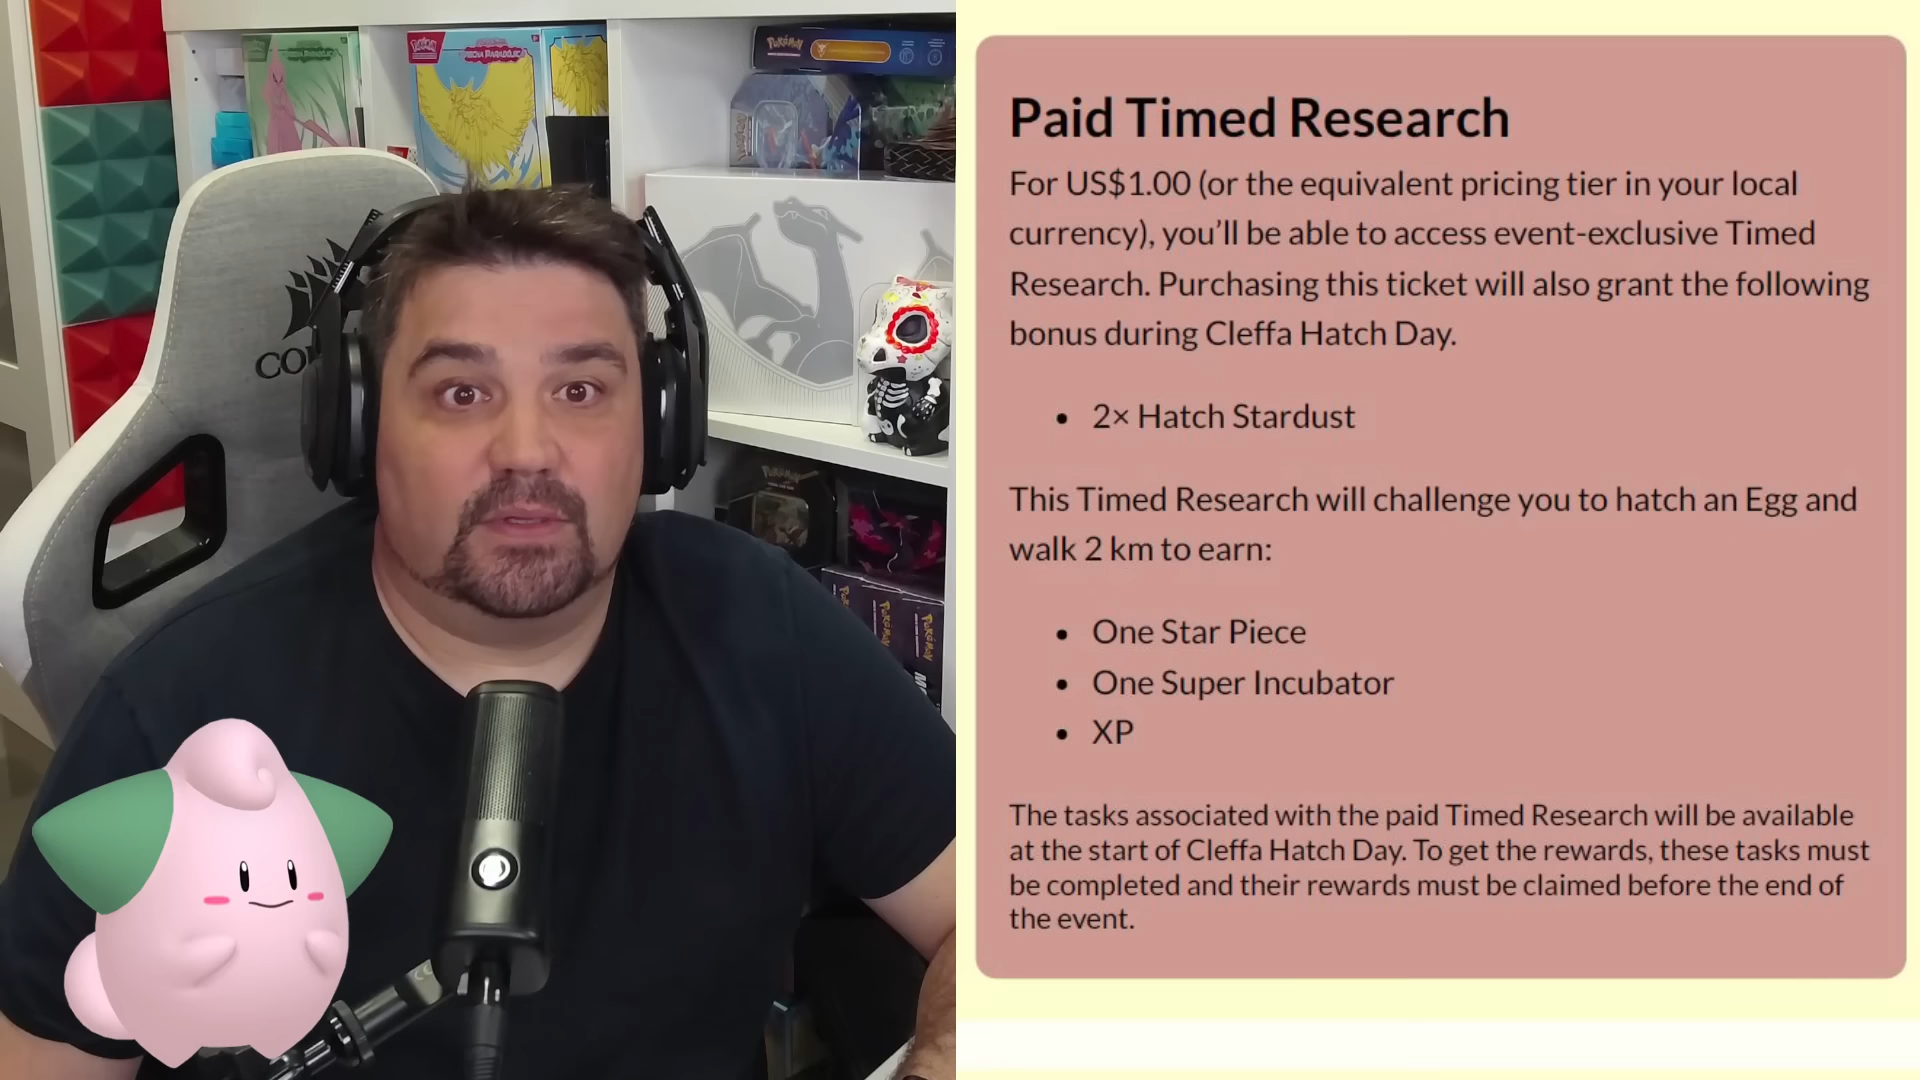 Paid Timed Research
For US$1.00 (or the equivalent pricing tier in your local
currency), you'll be able to access event-exclusive Timed
Research. Purchasing this ticket will also grant the following
bonus during Cleffa Hatch Day.
• 2× Hatch Stardust
This Timed Research will challenge you to hatch an Egg and
walk 2 km to earn:
• One Star Piece
• One Super Incubator
• XP
The tasks associated with the paid Timed Research will be available
at the start of Cleffa Hatch Day. To get the rewards, these tasks must
be completed and their rewards must be claimed before the end of
the event.
POKéMON
POKéMON
POKéMON
POKéMON
POKéMON